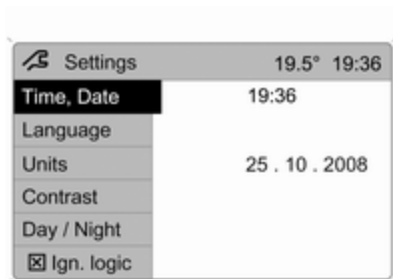 Settings 19.5° 19:36
Time, Date 19:36
Language
Units 25 . 10 . 2008
Contrast
Day / Night
Ign. logic